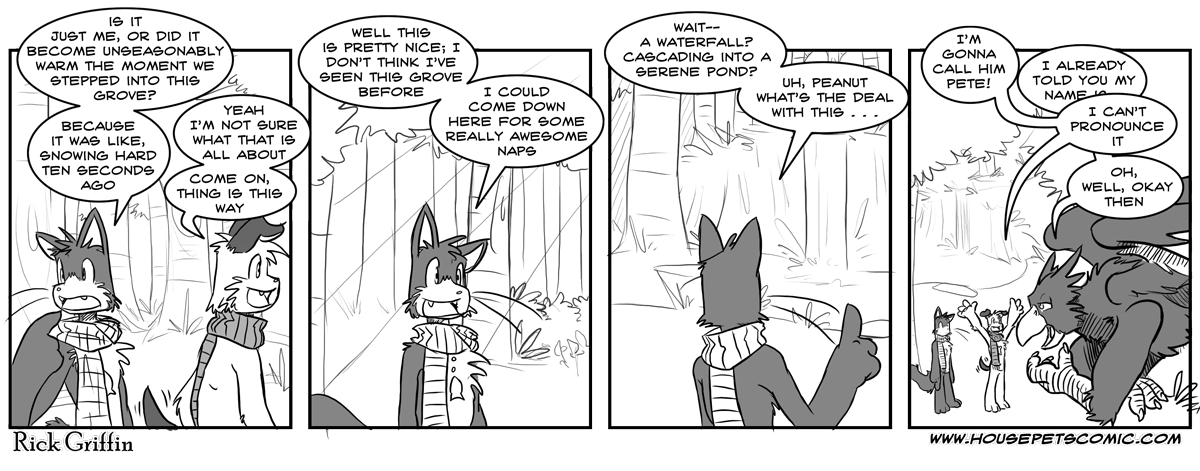 IS IT
JUST ME, OR DID IT
BECOME UNSEASONABLY
WARM THE MOMENT WE
STEPPED INTO THIS
GROVE?
BECAUSE
IT WAS LIKE,
SNOWING HARD
TEN SECONDS
AGO
YEAH
I'M NOT SURE
WHAT THAT IS
ALL ABOUT
COME ON,
THING IS THIS
WAY
WELL THIS
IS PRETTY NICE; I
DON'T THINK I'VE
SEEN THIS GROVE
BEFORE
I COULD
COME DOWN
HERE FOR SOME
REALLY AWESOME
NAPS
WAIT--
A WATERFALL?
CASCADING INTO A
SERENE POND?
UH, PEANUT
WHAT'S THE DEAL
WITH THIS . . .
I'M
GONNA
CALL HIM
PETE!
I ALREADY
TOLD YOU MY
NAME IS
I CAN'T
PRONOUNCE
IT
OH,
WELL, OKAY
THEN
Rick Griffin
WWW.HOUSEPETSCOMIC.COM